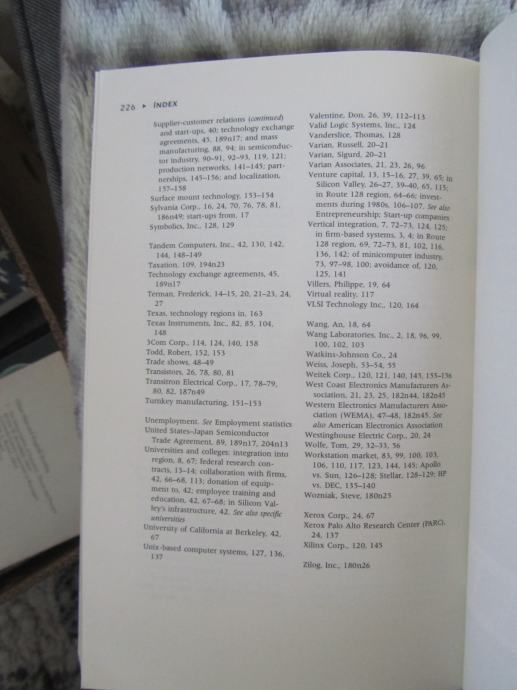 226 ▸ INDEX
Supplier-customer relations (continued)
and start-ups, 40; technology exchange
agreements, 45, 189n17; and mass
manufacturing, 88, 94; in semiconduc-
tor industry, 90–91, 92–93, 119, 121;
production networks, 141–145; part-
nerships, 145–156; and localization,
157–158
Surface mount technology, 153–154
Sylvania Corp., 16, 24, 70, 76, 78, 81,
186n49; start-ups from, 17
Symbolics, Inc., 128, 129
Tandem Computers, Inc., 42, 130, 142,
144, 148–149
Taxation, 109, 194n23
Technology exchange agreements, 45,
189n17
Terman, Frederick, 14–15, 20, 21–23, 24,
27
Texas, technology regions in, 163
Texas Instruments, Inc., 82, 85, 104,
148
3Com Corp., 114, 124, 140, 158
Todd, Robert, 152, 153
Trade shows, 48–49
Transistors, 26, 78, 80, 81
Transitron Electrical Corp., 17, 78–79,
80, 82, 187n49
Turnkey manufacturing, 151–153
Unemployment. See Employment statistics
United States–Japan Semiconductor
Trade Agreement, 89, 189n17, 204n13
Universities and colleges: integration into
region, 8, 67; federal research con-
tracts, 13–14; collaboration with firms,
42, 66–68, 113; donation of equip-
ment to, 42; employee training and
education, 42, 67–68; in Silicon Val-
ley's infrastructure, 42. See also specific
universities
University of California at Berkeley, 42,
67
Unix-based computer systems, 127, 136,
137
Valentine, Don, 26, 39, 112–113
Valid Logic Systems, Inc., 124
Vanderslice, Thomas, 128
Varian, Russell, 20–21
Varian, Sigurd, 20–21
Varian Associates, 21, 23, 26, 96
Venture capital, 13, 15–16, 27, 39, 65; in
Silicon Valley, 26–27, 39–40, 65, 115;
in Route 128 region, 64–66; invest-
ments during 1980s, 106–107. See also
Entrepreneurship; Start-up companies
Vertical integration, 7, 72–73, 124, 125;
in firm-based systems, 3, 4; in Route
128 region, 69, 72–73, 81, 102, 116,
136, 142; of minicomputer industry,
73, 97–98, 100; avoidance of, 120,
125, 141
Villers, Philippe, 19, 64
Virtual reality, 117
VLSI Technology Inc., 120, 164
Wang, An, 18, 64
Wang Laboratories, Inc., 2, 18, 96, 99,
100, 102, 103
Watkins-Johnson Co., 24
Weiss, Joseph, 53–54, 55
Weitek Corp., 120, 121, 140, 145, 155–156
West Coast Electronics Manufacturers As-
sociation, 21, 23, 25, 182n44, 182n45
Western Electronics Manufacturers Asso-
ciation (WEMA), 47–48, 182n45. See
also American Electronics Association
Westinghouse Electric Corp., 20, 24
Wolfe, Tom, 29, 32–33, 56
Workstation market, 83, 99, 100, 103,
106, 110, 117, 123, 144, 145; Apollo
vs. Sun, 126–128; Stellar, 128–129; HP
vs. DEC, 135–140
Wozniak, Steve, 180n25
Xerox Corp., 24, 67
Xerox Palo Alto Research Center (PARC),
24, 137
Xilinx Corp., 120, 145
Zilog, Inc., 180n26